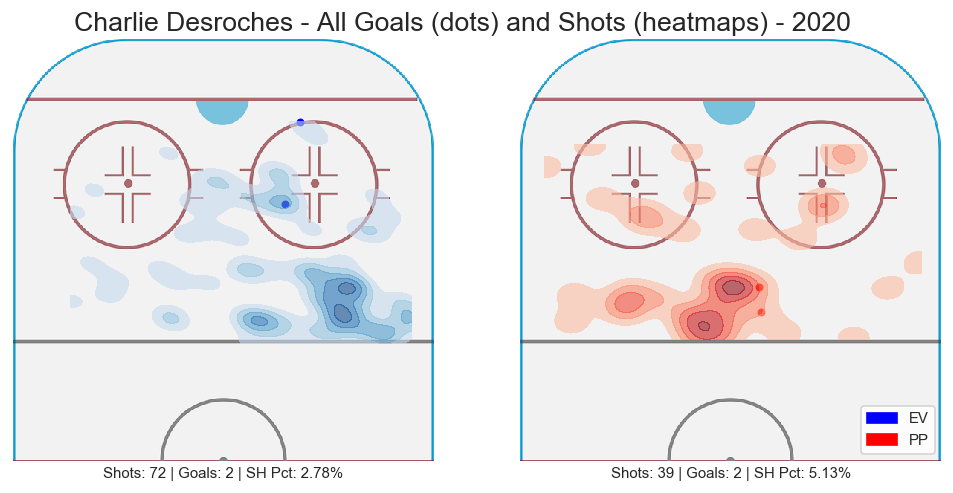 Charlie Desroches - All Goals (dots) and Shots (heatmaps) - 2020
EV
PP
Shots: 72 | Goals: 2 | SH Pct: 2.78%
Shots: 39 | Goals: 2 | SH Pct: 5.13%